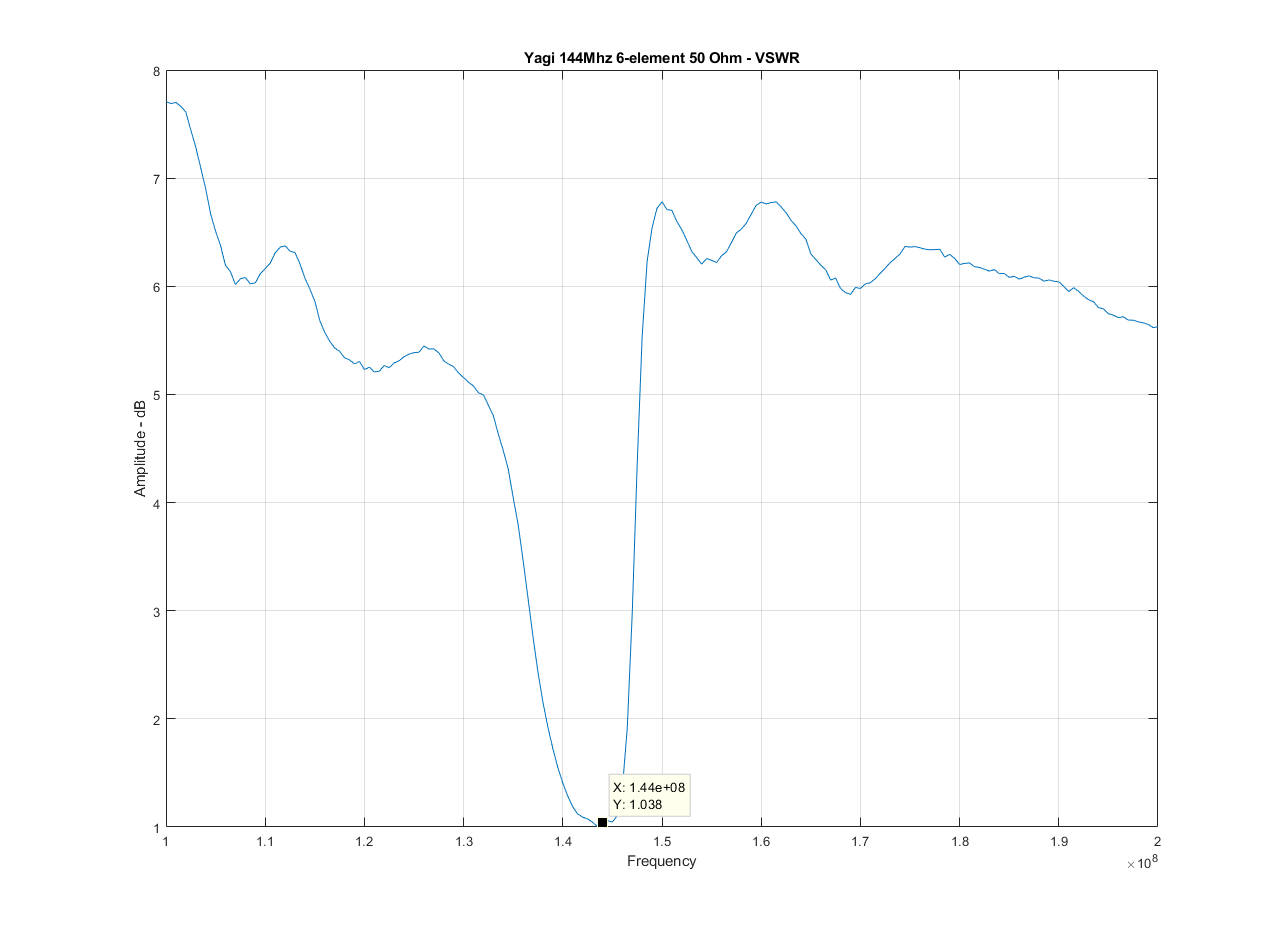 Yagi 144Mhz 6-element 50 Ohm - VSWR
8
7
6
5
4
3
2
1
Amplitude - dB
X: 1.44e+08
Y: 1.038
1 1.1 1.2 1.3 1.4 1.5 1.6 1.7 1.8 1.9 2
Frequency
×10^8